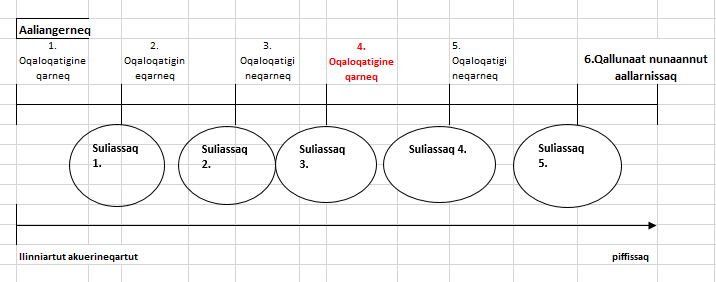 Aaliangerneq
1.
Oqaloqatigine
qarneq
2.
Oqaloqatigin
eqarneq
3.
Oqaloqatigi
neqarneq
4.
Oqaloqatigine
qarneq
5.
Oqaloqatigi
neqarneq
6.Qallunaat nunaannut
aallarnissaq
Suliassaq
1.
Suliassaq
2.
Suliassaq
3.
Suliassaq 4.
Suliassaq
5.
Ilinniartut akuerineqartut
piffissaq